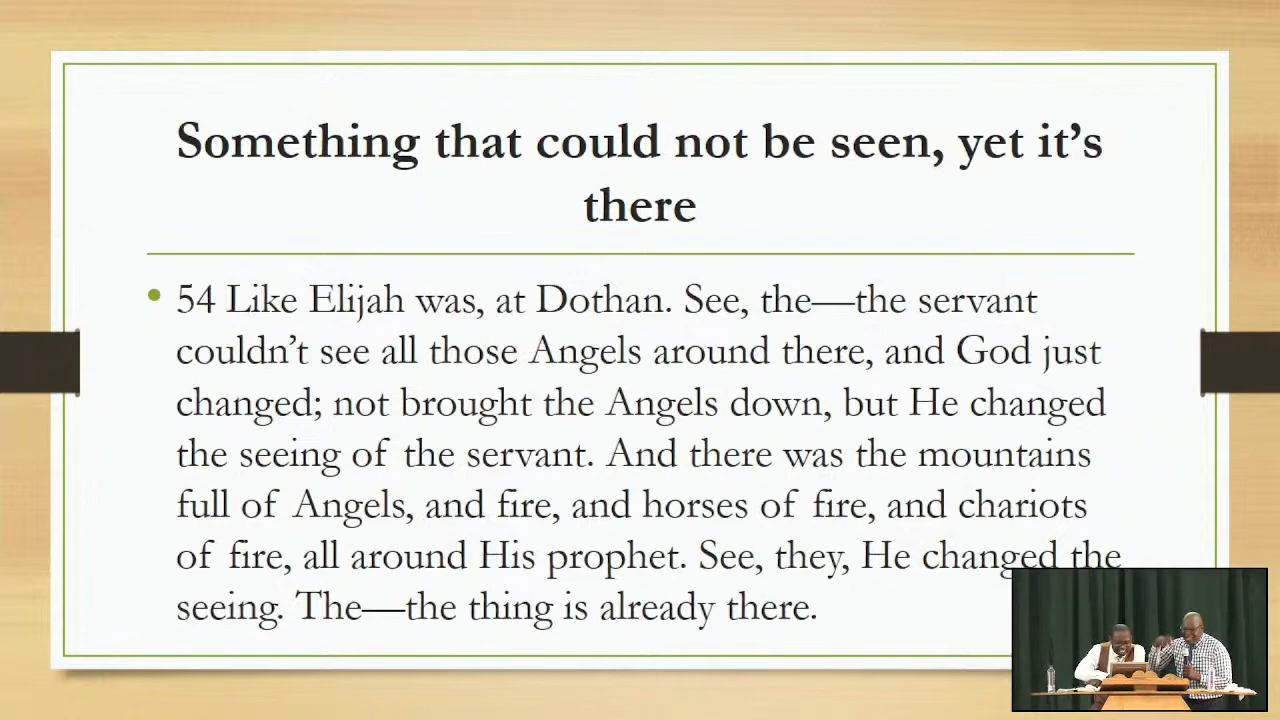 Something that could not be seen, yet it’s
there
• 54 Like Elijah was, at Dothan. See, the—the servant
couldn’t see all those Angels around there, and God just
changed; not brought the Angels down, but He changed
the seeing of the servant. And there was the mountains
full of Angels, and fire, and horses of fire, and chariots
of fire, all around His prophet. See, they, He changed the
seeing. The—the thing is already there.